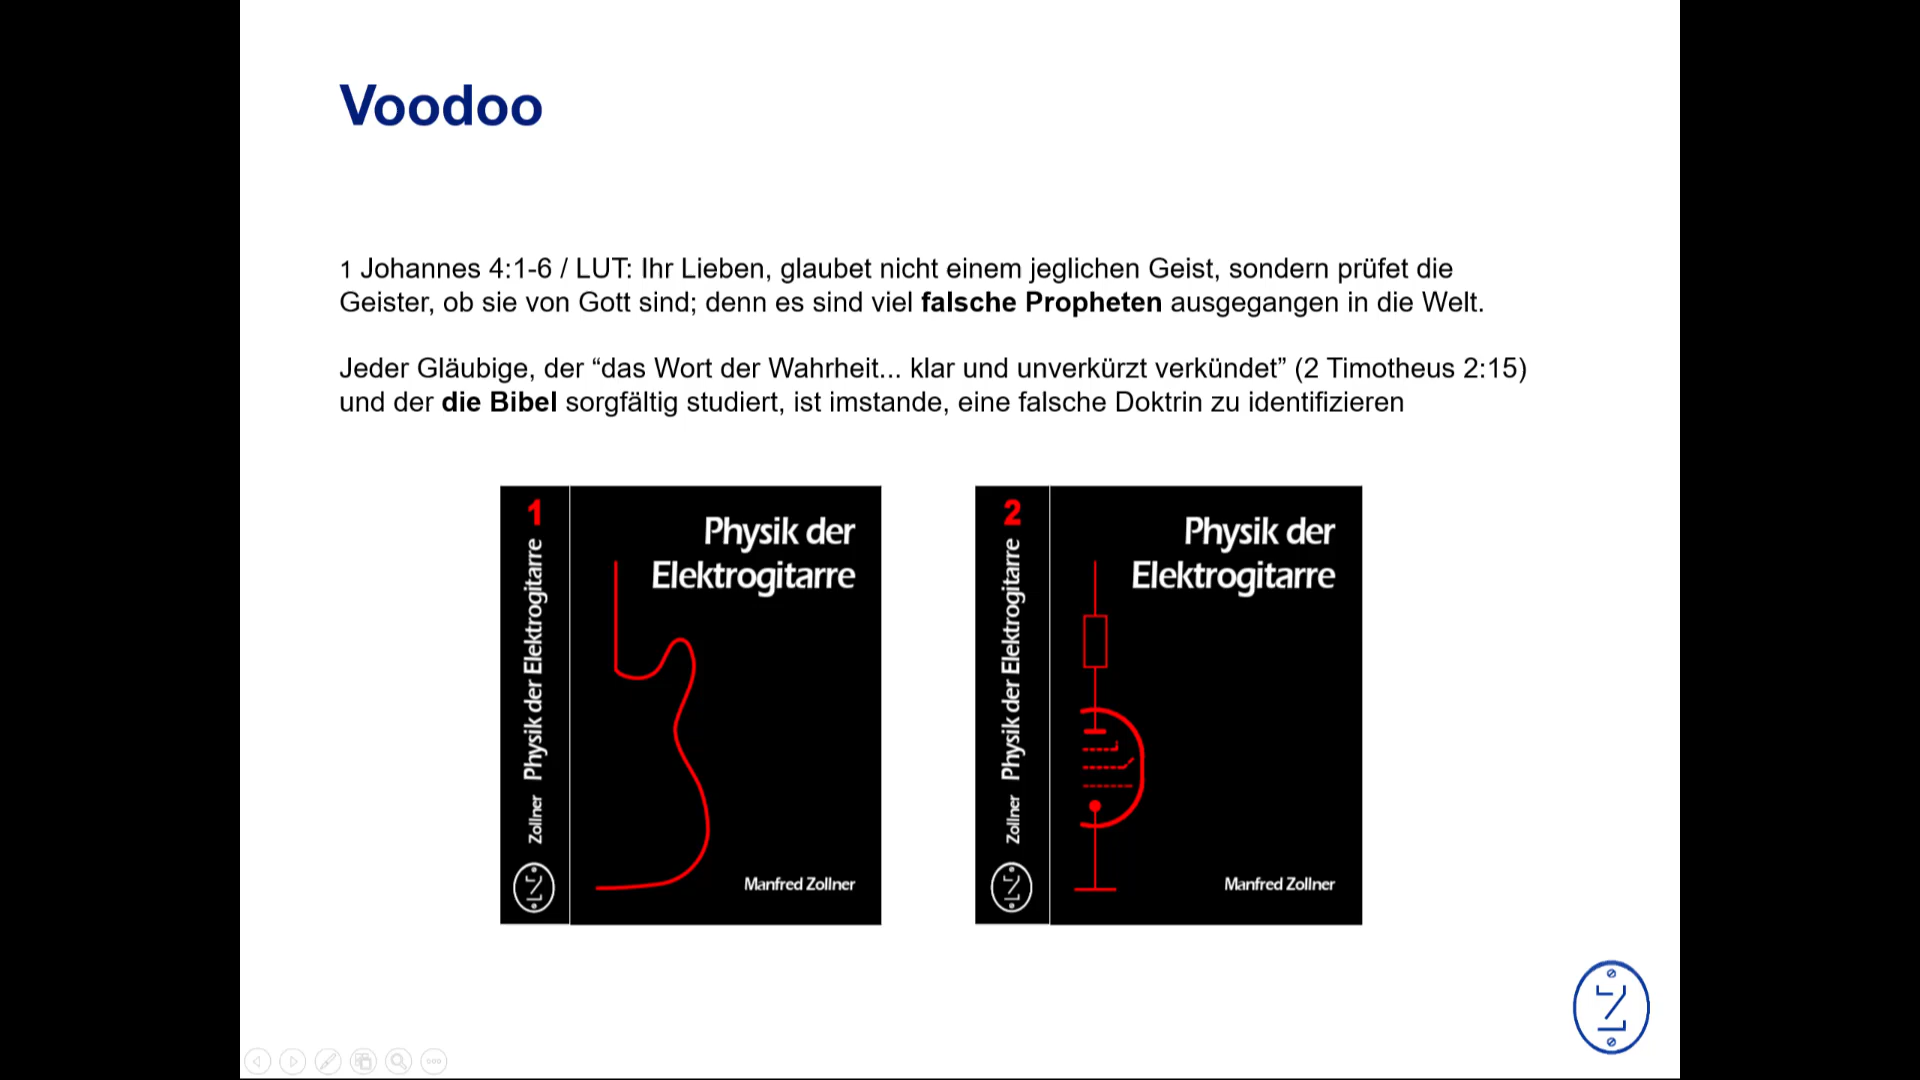 Voodoo
1 Johannes 4:1-6 / LUT: Ihr Lieben, glaubet nicht einem jeglichen Geist, sondern prüfet die
Geister, ob sie von Gott sind; denn es sind viel falsche Propheten ausgegangen in die Welt.
Jeder Gläubige, der “das Wort der Wahrheit... klar und unverkürzt verkündet” (2 Timotheus 2:15)
und der die Bibel sorgfältig studiert, ist imstande, eine falsche Doktrin zu identifizieren
1
Zollner Physik der Elektrogitarre
Physik der
Elektrogitarre
Manfred Zollner
2
Zollner Physik der Elektrogitarre
Physik der
Elektrogitarre
Manfred Zollner